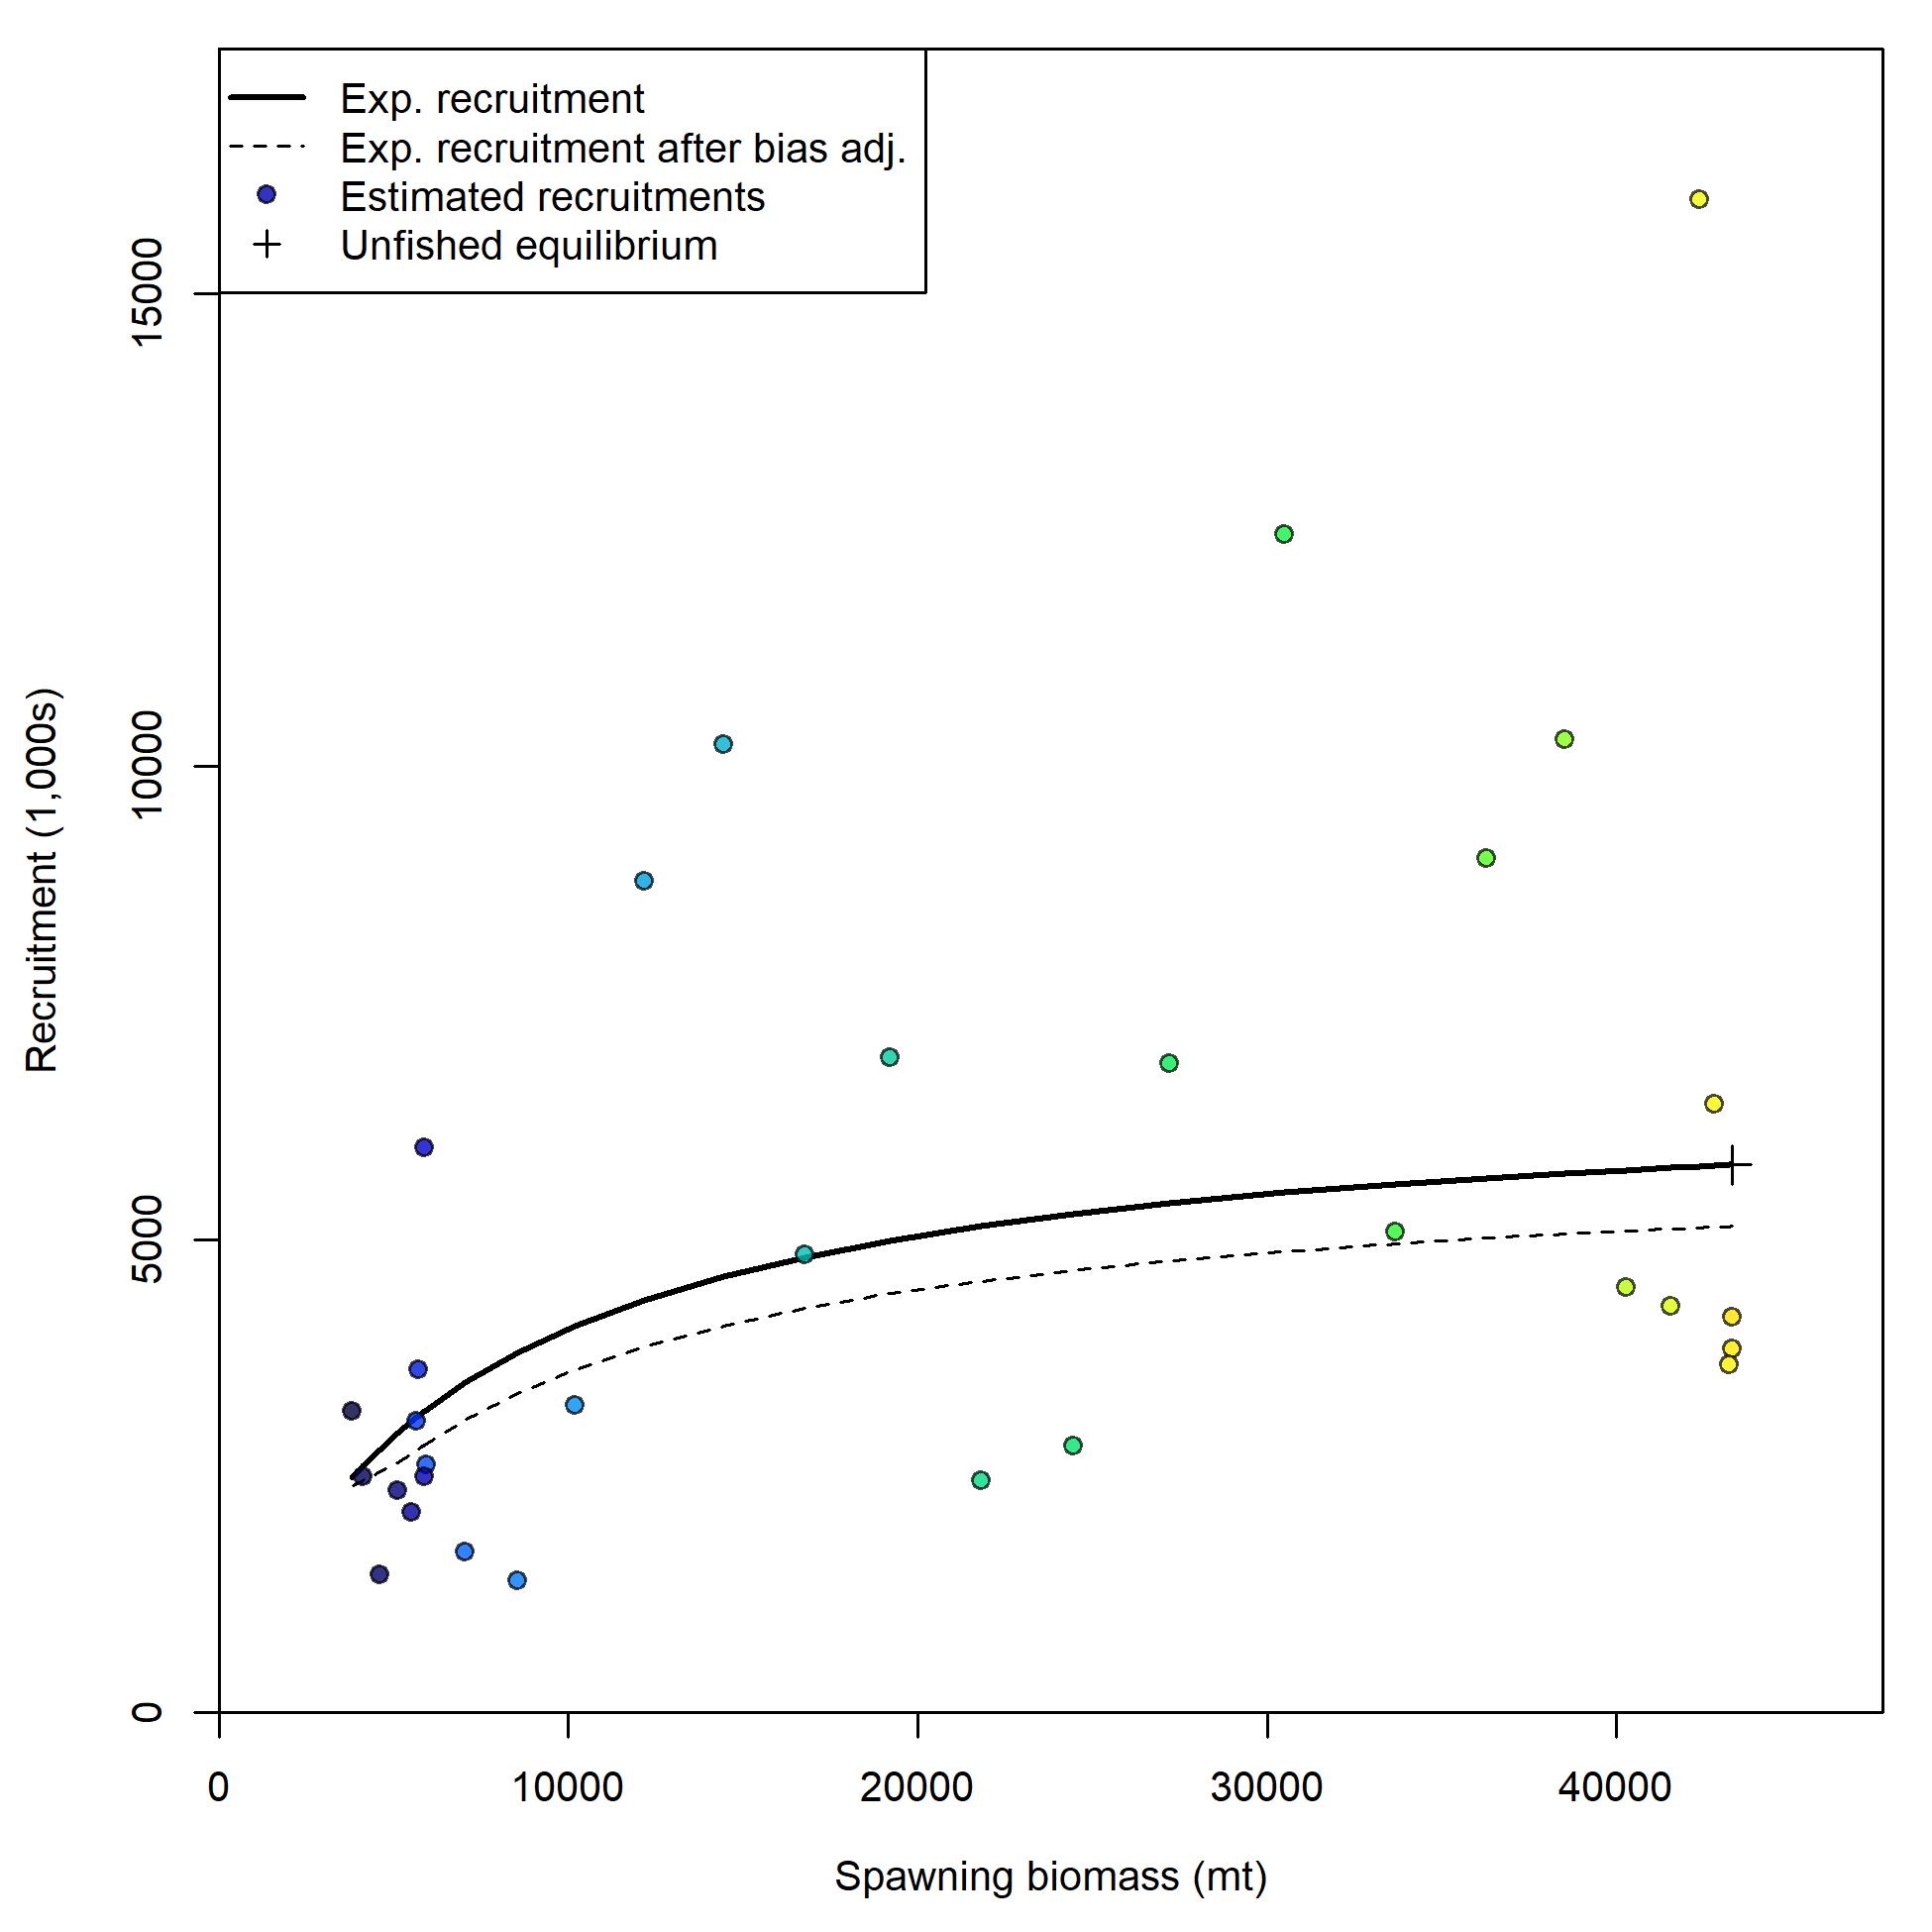 Exp. recruitment
Exp. recruitment after bias adj.
Estimated recruitments
Unfished equilibrium
15000
10000
5000
0
Recruitment (1,000s)
0 10000 20000 30000 40000
Spawning biomass (mt)